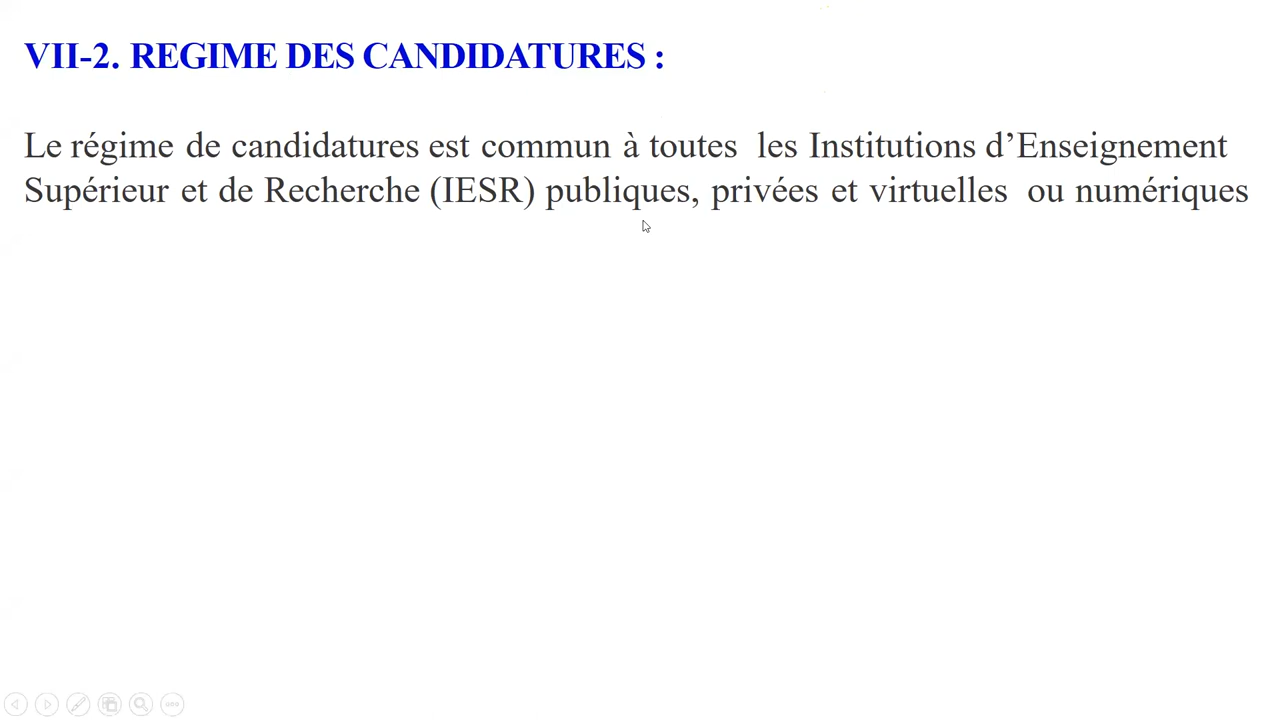 VII-2. REGIME DES CANDIDATURES :
Le régime de candidatures est commun à toutes les Institutions d’Enseignement
Supérieur et de Recherche (IESR) publiques, privées et virtuelles ou numériques